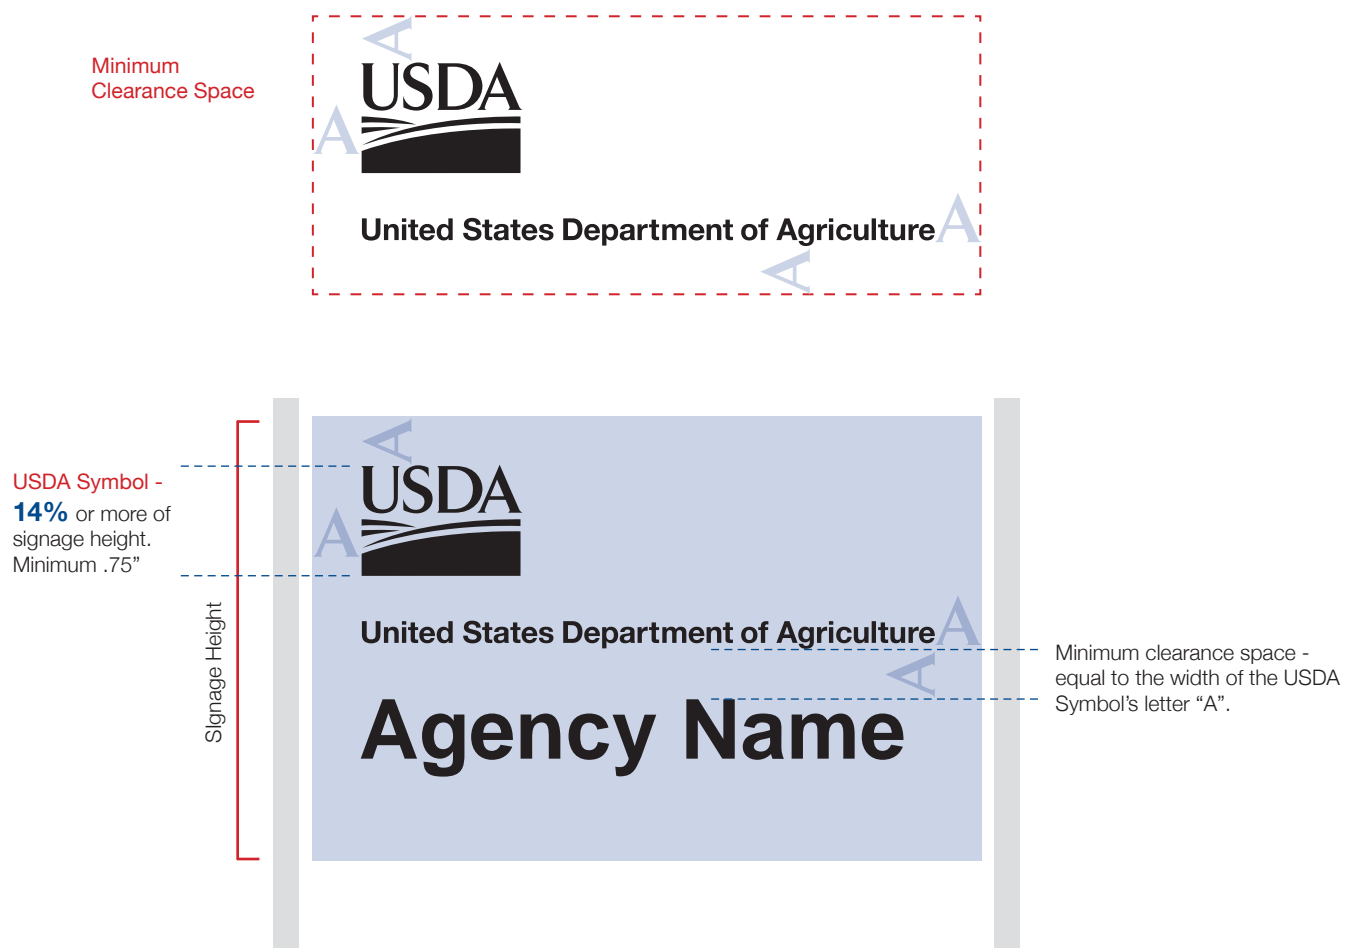 A
Minimum
Clearance Space
USDA
A
United States Department of Agriculture
A
A
A
USDA Symbol -
14% or more of
signage height.
Minimum .75”
USDA
A
SIgnage Height
United States Department of Agriculture
A
A
Minimum clearance space -
equal to the width of the USDA
Symbol’s letter “A”.
Agency Name